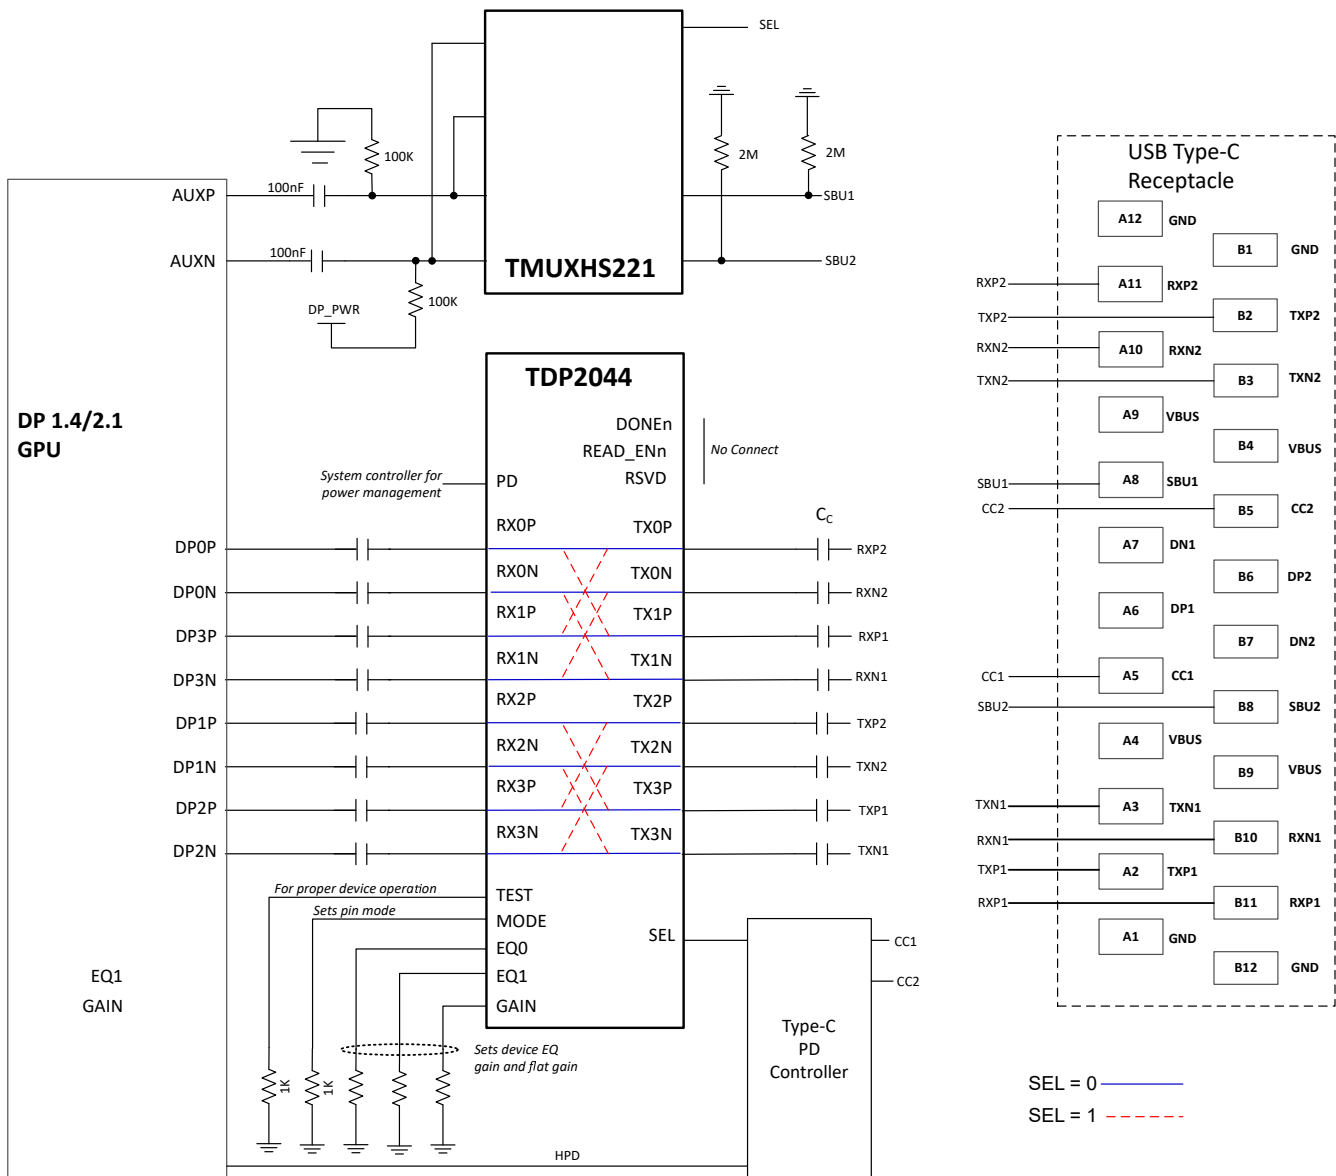 SEL
100K
2M
2M
AUXP
100nF
SBU1
AUXN
100nF
SBU2
TMUXHS221
100K
DP_PWR
DP 1.4/2.1
GPU
TDP2044
DONEn
READ_ENn
RSVD
No Connect
System controller for
power management
PD
RX0P
TX0P
CC
DP0P
RXP2
RX0N
TX0N
DP0N
RXN2
RX1P
TX1P
DP3P
RXP1
RX1N
TX1N
DP3N
RXN1
RX2P
TX2P
DP1P
TXP2
RX2N
TX2N
DP1N
TXN2
RX3P
TX3P
DP2P
TXP1
RX3N
TX3N
DP2N
TXN1
For proper device operation
TEST
Sets pin mode
MODE
EQ0
EQ1
GAIN
SEL
CC1
CC2
EQ1
GAIN
Sets device EQ
gain and flat gain
1K
1K
Type-C
PD
Controller
HPD
USB Type-C
Receptacle
A12 GND
B1 GND
RXP2 A11 RXP2
TXP2 B2 TXP2
RXN2 A10 RXN2
TXN2 B3 TXN2
A9 VBUS
B4 VBUS
SBU1 A8 SBU1
CC2 B5 CC2
A7 DN1
B6 DP2
A6 DP1
B7 DN2
CC1 A5 CC1
SBU2 B8 SBU2
A4 VBUS
B9 VBUS
TXN1 A3 TXN1
RXN1 B10 RXN1
TXP1 A2 TXP1
RXP1 B11 RXP1
A1 GND
B12 GND
SEL = 0
SEL = 1